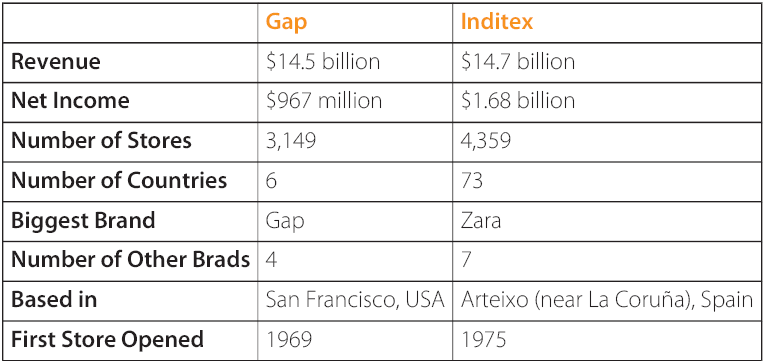 Gap Inditex
Revenue $14.5 billion $14.7 billion
Net Income $967 million $1.68 billion
Number of Stores 3,149 4,359
Number of Countries 6 73
Biggest Brand Gap Zara
Number of Other Brads 4 7
Based in San Francisco, USA Arteixo (near La Coruña), Spain
First Store Opened 1969 1975